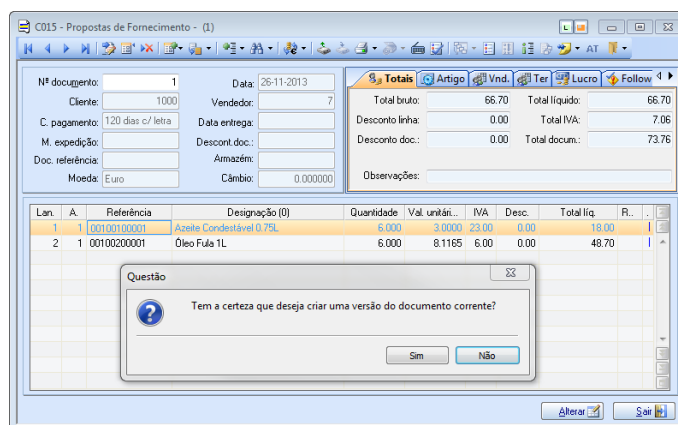 C015 - Propostas de Fornecimento - (1)
AT
Nº documento: 1 Data: 26-11-2013
Cliente: 1000 Vendedor: 7
C. pagamento: 120 dias c/ letra Data entrega:
M. expedição: Descont.doc.:
Doc. referência: Armazém:
Moeda: Euro Câmbio: 0.000000
Totais Artigo Vnd. Ter Lucro Follow
Total bruto: 66.70 Total líquido: 66.70
Desconto linha: 0.00 Total IVA: 7.06
Desconto doc.: 0.00 Total docum.: 73.76
Observações:
Lan. A. Referência Designação (0) Quantidade Val. unitári... IVA Desc. Total líq. R.. .
1 1 00100100001 Azeite Condestável 0.75L 6.000 3.0000 23.00 0.00 18.00 I
2 1 00100200001 Óleo Fula 1L 6.000 8.1165 6.00 0.00 48.70 I
Questão
Tem a certeza que deseja criar uma versão do documento corrente?
Sim Não
Alterar Sair